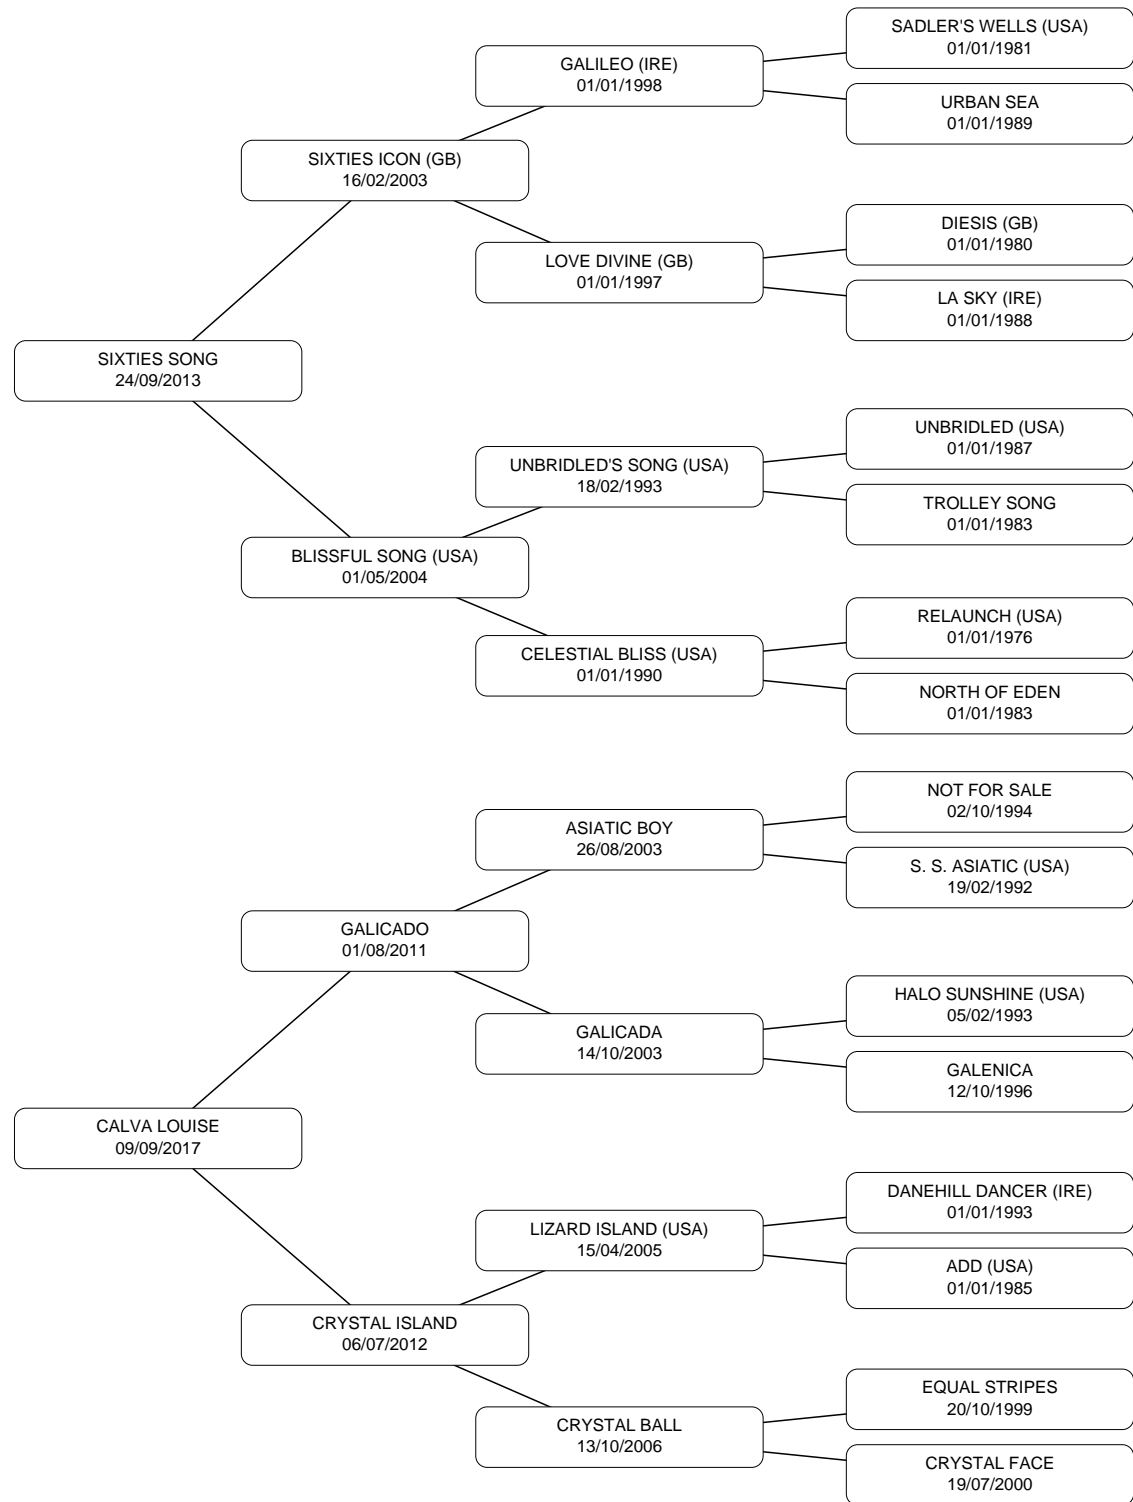 SADLER'S WELLS (USA)
01/01/1981
GALILEO (IRE)
01/01/1998
URBAN SEA
01/01/1989
SIXTIES ICON (GB)
16/02/2003
DIESIS (GB)
01/01/1980
LOVE DIVINE (GB)
01/01/1997
LA SKY (IRE)
01/01/1988
SIXTIES SONG
24/09/2013
UNBRIDLED (USA)
01/01/1987
UNBRIDLED'S SONG (USA)
18/02/1993
TROLLEY SONG
01/01/1983
BLISSFUL SONG (USA)
01/05/2004
RELAUNCH (USA)
01/01/1976
CELESTIAL BLISS (USA)
01/01/1990
NORTH OF EDEN
01/01/1983
NOT FOR SALE
02/10/1994
ASIATIC BOY
26/08/2003
S. S. ASIATIC (USA)
19/02/1992
GALICADO
01/08/2011
HALO SUNSHINE (USA)
05/02/1993
GALICADA
14/10/2003
GALENICA
12/10/1996
CALVA LOUISE
09/09/2017
DANEHILL DANCER (IRE)
01/01/1993
LIZARD ISLAND (USA)
15/04/2005
ADD (USA)
01/01/1985
CRYSTAL ISLAND
06/07/2012
EQUAL STRIPES
20/10/1999
CRYSTAL BALL
13/10/2006
CRYSTAL FACE
19/07/2000